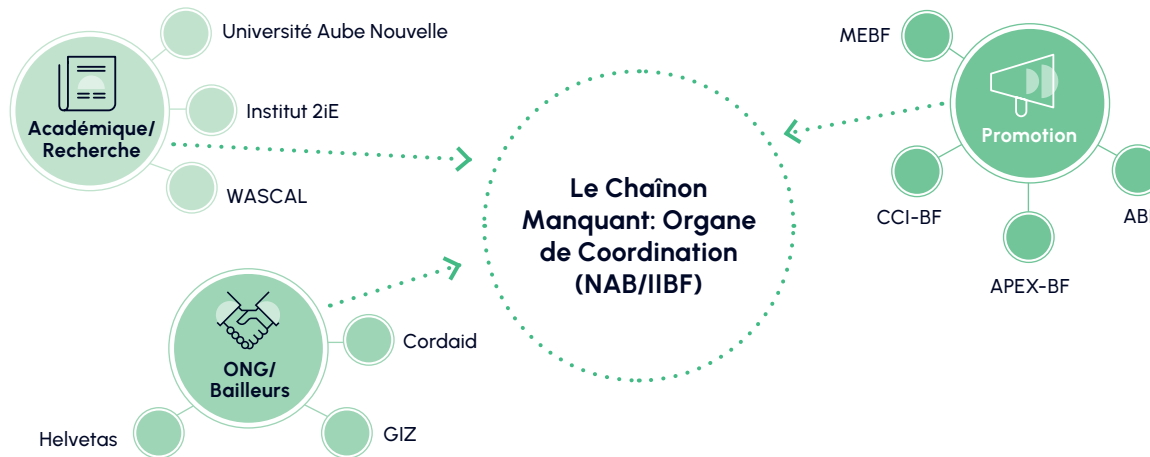 Université Aube Nouvelle
Institut 2iE
Académique/
Recherche
WASCAL
Le Chaînon
Manquant: Organe
de Coordination
(NAB/IIBF)
MEBF
Promotion
CCI-BF
APEX-BF
ONG/
Bailleurs
Cordaid
Helvetas
GIZ